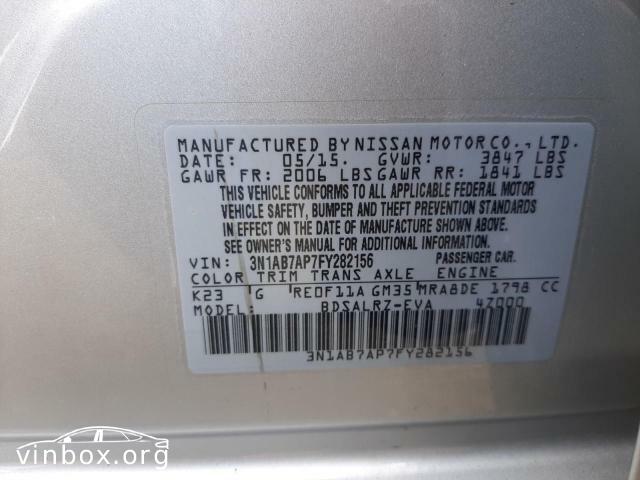 MANUFACTURED BY NISSAN MOTOR CO., LTD.
DATE: 05/15. GVWR: 3847 LBS
GAWR FR: 2006 LBS GAWR RR: 1841 LBS
THIS VEHICLE CONFORMS TO ALL APPLICABLE FEDERAL MOTOR
VEHICLE SAFETY, BUMPER AND THEFT PREVENTION STANDARDS
IN EFFECT ON THE DATE OF MANUFACTURE SHOWN ABOVE.
SEE OWNER'S MANUAL FOR ADDITIONAL INFORMATION.
VIN: 3N1AB7AP7FY282156 PASSENGER CAR.
COLOR TRIM TRANS AXLE ENGINE
K23 G RE0F11A GM35 MRA8DE 1798 CC
MODEL: BDSALRZ-EVA 4Z000
3N1AB7AP7FY282156
vinbox.org